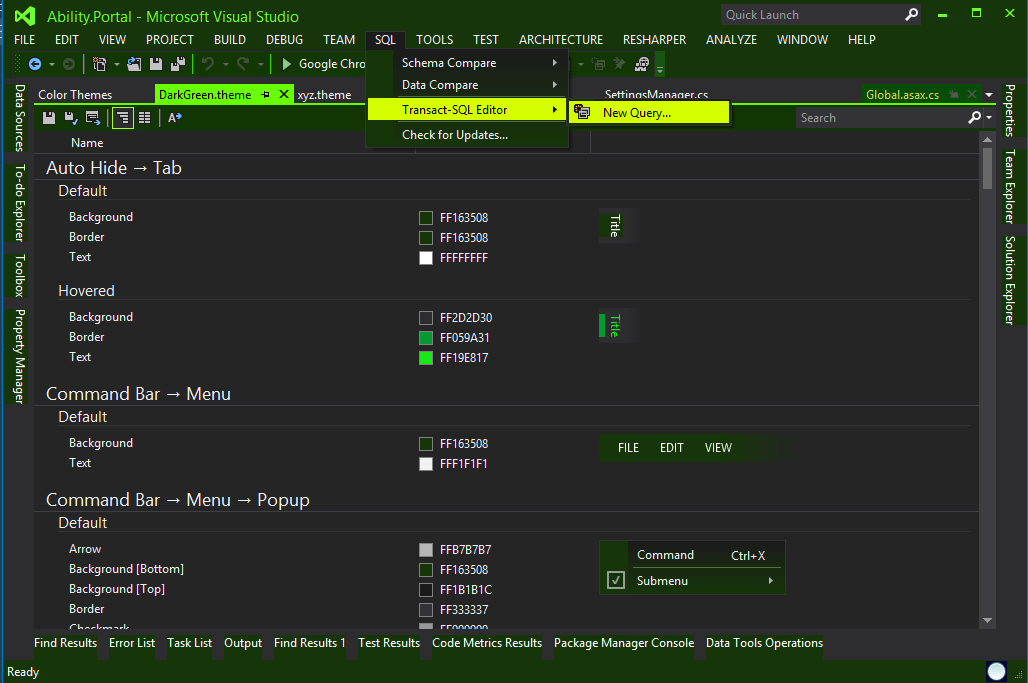 Ability.Portal - Microsoft Visual Studio
Quick Launch
FILE EDIT VIEW PROJECT BUILD DEBUG TEAM SQL TOOLS TEST ARCHITECTURE RESHARPER ANALYZE WINDOW HELP
Google Chro
Schema Compare
Data Compare
Transact-SQL Editor
New Query...
Check for Updates...
Color Themes
DarkGreen.theme
xyz.theme
SettingsManager.cs
Global.asax.cs
Search
Data Sources
To-do Explorer
Toolbox
Property Manager
Properties
Team Explorer
Solution Explorer
Name
Auto Hide → Tab
Default
Background FF163508
Border FF163508
Text FFFFFFFF
Title
Hovered
Background FF2D2D30
Border FF059A31
Text FF19E817
Title
Command Bar → Menu
Default
Background FF163508
Text FFF1F1F1
FILE EDIT VIEW
Command Bar → Menu → Popup
Default
Arrow FFB7B7B7
Background [Bottom] FF163508
Background [Top] FF1B1B1C
Border FF333337
Checkmark FF999999
Command Ctrl+X
Submenu
Find Results Error List Task List Output Find Results 1 Test Results Code Metrics Results Package Manager Console Data Tools Operations
Ready